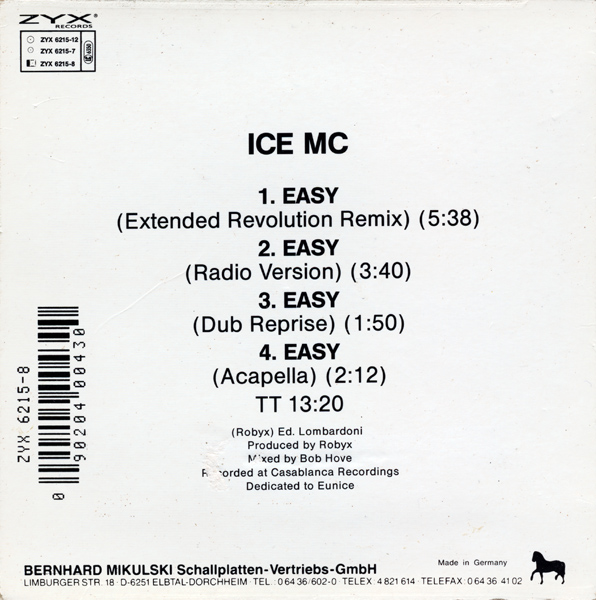 ZYX®
RECORDS
ZYX 6215-12
ZYX 6215-7
ZYX 6215-8
ICE MC
1. EASY
(Extended Revolution Remix) (5:38)
2. EASY
(Radio Version) (3:40)
3. EASY
(Dub Reprise) (1:50)
4. EASY
(Acapella) (2:12)
TT 13:20
(Robyx) Ed. Lombardoni
Produced by Robyx
Mixed by Bob Hove
Recorded at Casablanca Recordings
Dedicated to Eunice
ZYX 6215-8
0 90204 00430
Made in Germany
BERNHARD MIKULSKI Schallplatten-Vertriebs-GmbH
LIMBURGER STR. 18 · D-6251 ELBTAL-DORCHHEIM · TEL.: 0 64 36/602-0 · TELEX 4 821 614 · TELEFAX: 0 64 36 41 02